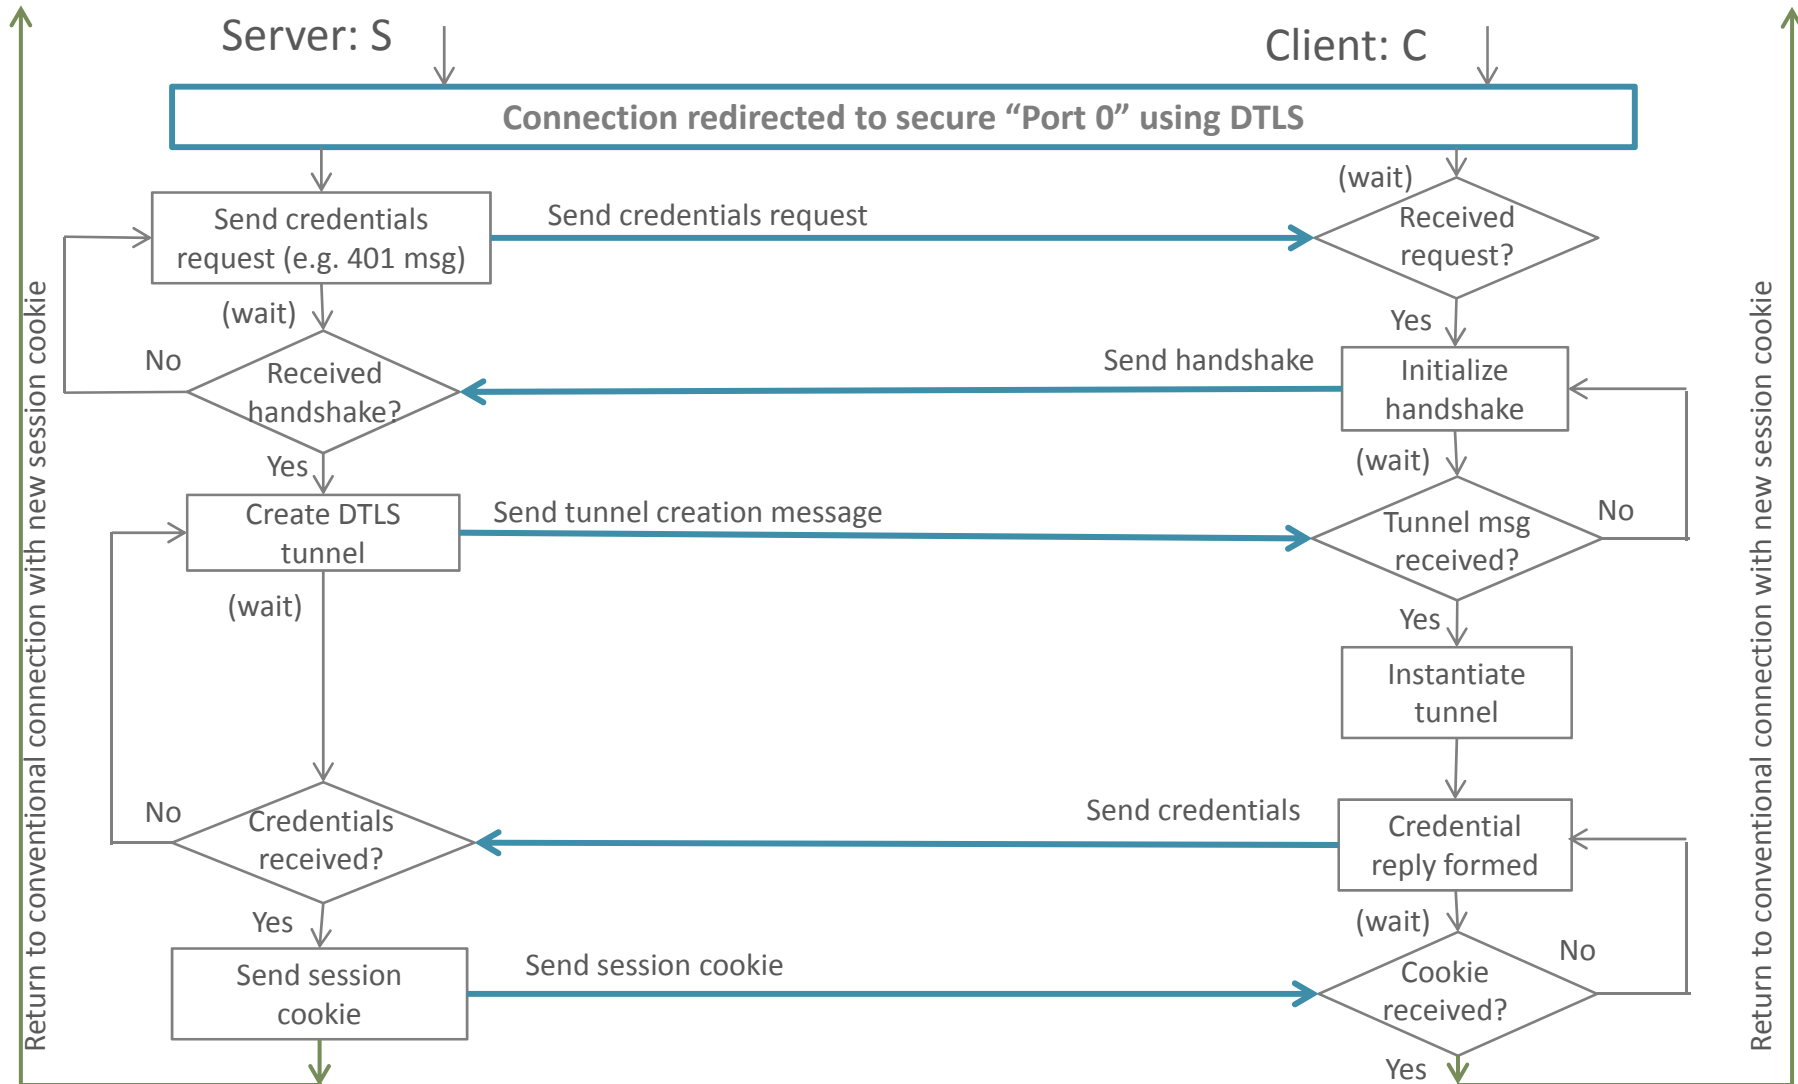 Server: S
Client: C
Connection redirected to secure “Port 0” using DTLS
(wait)
Send credentials
request (e.g. 401 msg)
Send credentials request
Received
request?
(wait)
Yes
No
Received
handshake?
Send handshake
Initialize
handshake
Yes
(wait)
Create DTLS
tunnel
Send tunnel creation message
Tunnel msg
received?
No
(wait)
Yes
Instantiate
tunnel
No
Credentials
received?
Send credentials
Credential
reply formed
Yes
(wait)
No
Send session
cookie
Send session cookie
Cookie
received?
Yes
Return to conventional connection with new session cookie
Return to conventional connection with new session cookie